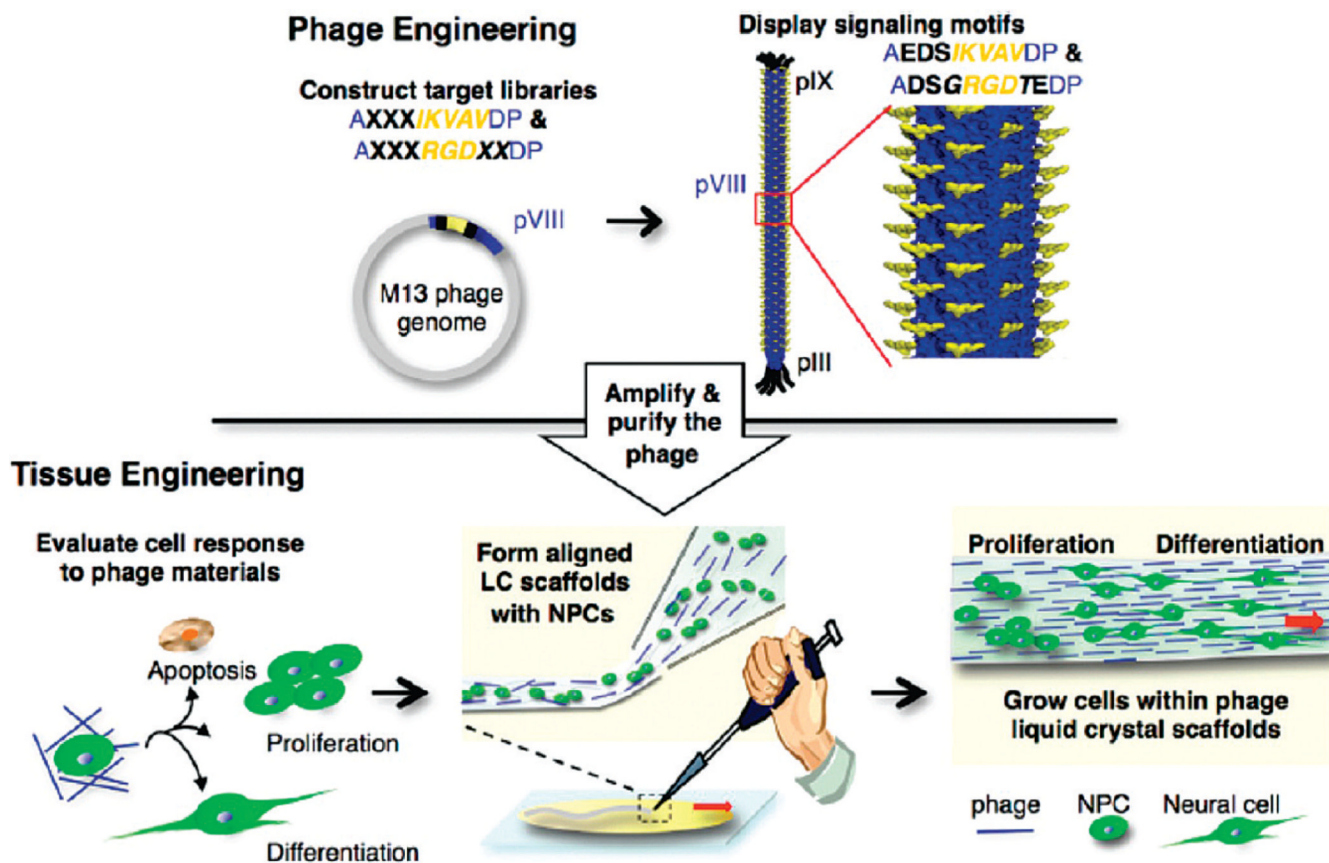 Phage Engineering
Construct target libraries
AXXXIKVAVDP &
AXXXRGDXXDP
pVIII
M13 phage
genome
Display signaling motifs
AEDSIKVAVDP &
ADSGRGDTEDP
pIX
pVIII
pIII
Amplify &
purify the
phage
Tissue Engineering
Evaluate cell response
to phage materials
Apoptosis
Proliferation
Differentiation
Form aligned
LC scaffolds
with NPCs
Proliferation Differentiation
Grow cells within phage
liquid crystal scaffolds
phage NPC Neural cell